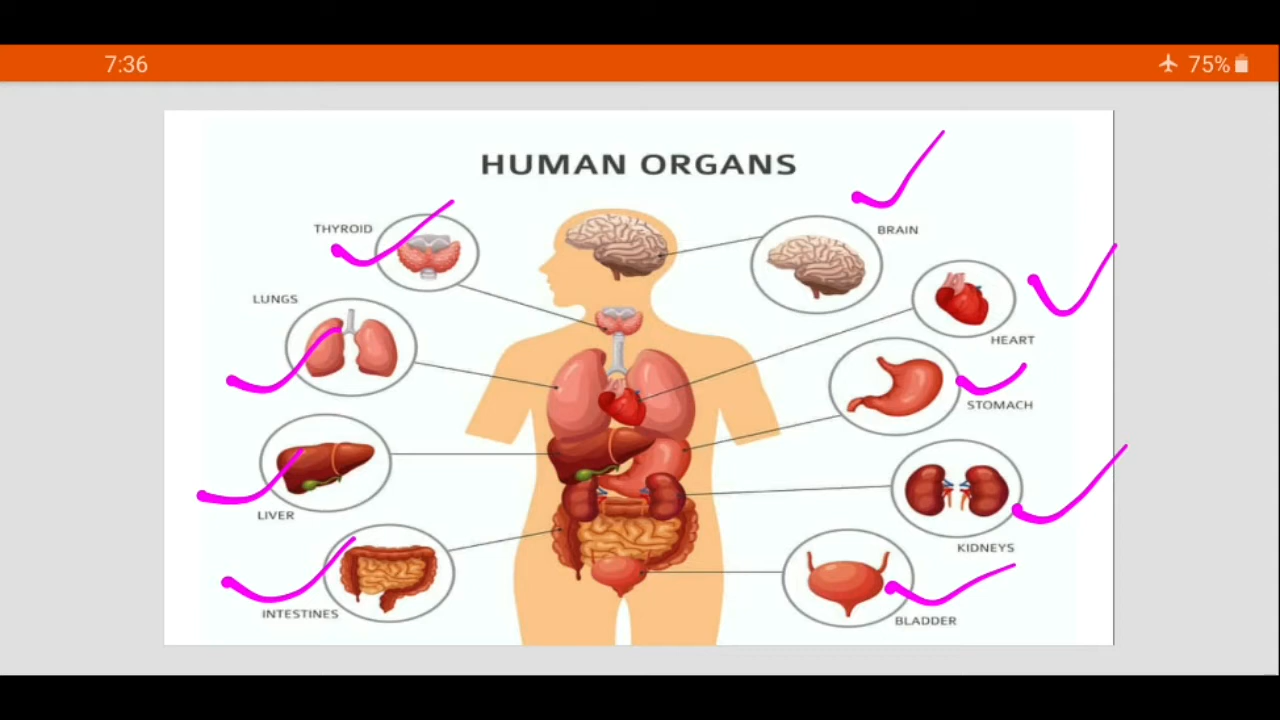 7:36
75%
HUMAN ORGANS
THYROID
BRAIN
LUNGS
HEART
STOMACH
LIVER
KIDNEYS
INTESTINES
BLADDER